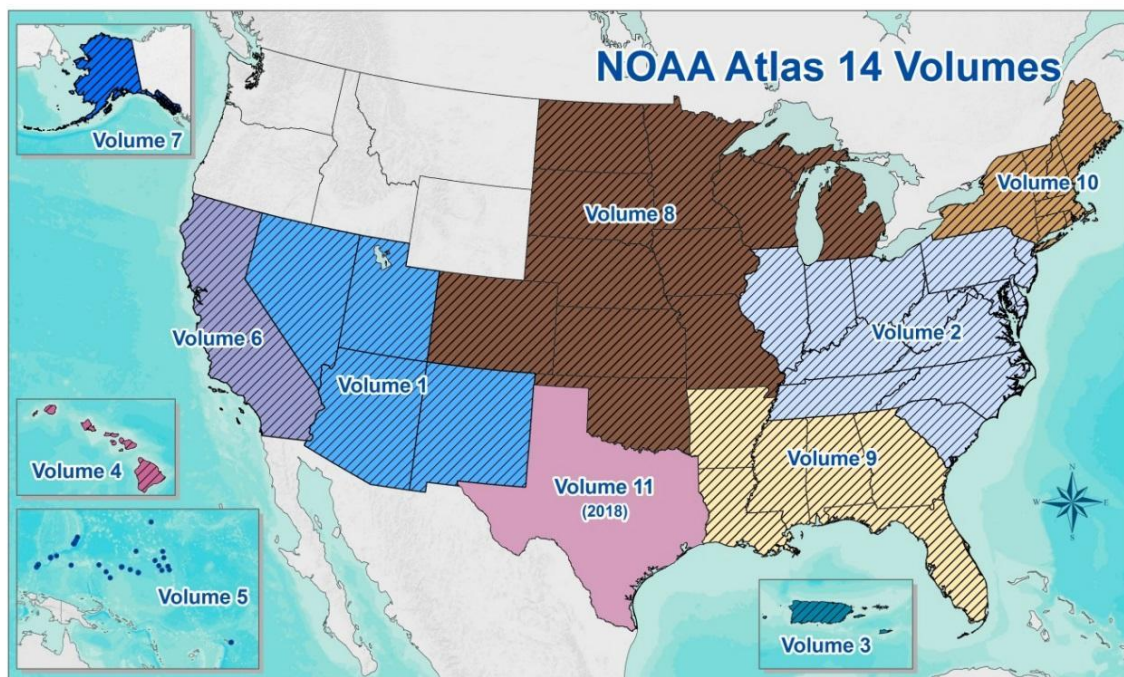 NOAA Atlas 14 Volumes
Volume 7
Volume 10
Volume 8
Volume 6
Volume 2
Volume 1
Volume 4
Volume 9
Volume 11
(2018)
Volume 5
Volume 3
N
W
E
S